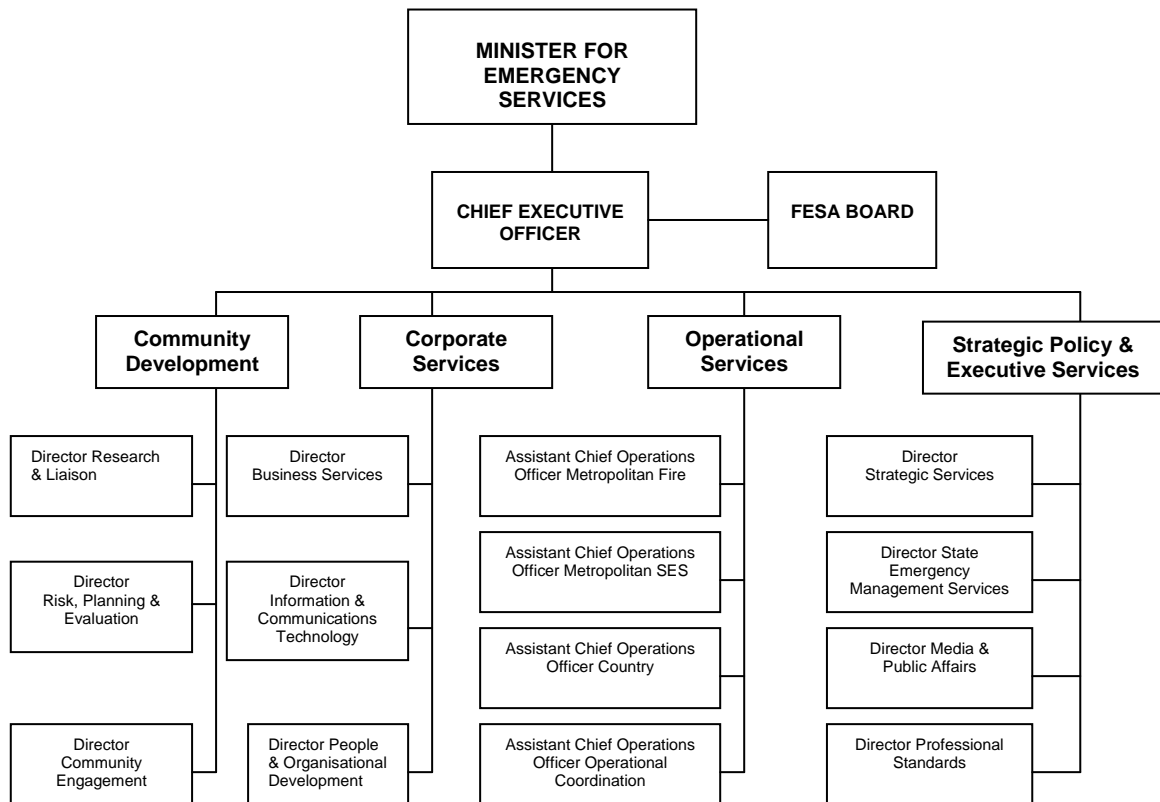 MINISTER FOR
EMERGENCY
SERVICES
CHIEF EXECUTIVE
OFFICER
FESA BOARD
Community
Development
Corporate
Services
Operational
Services
Strategic Policy &
Executive Services
Director Research
& Liaison
Director
Business Services
Assistant Chief Operations
Officer Metropolitan Fire
Director
Strategic Services
Director
Risk, Planning &
Evaluation
Director
Information &
Communications
Technology
Assistant Chief Operations
Officer Metropolitan SES
Director State
Emergency
Management Services
Assistant Chief Operations
Officer Country
Director Media &
Public Affairs
Director
Community
Engagement
Director People
& Organisational
Development
Assistant Chief Operations
Officer Operational
Coordination
Director Professional
Standards